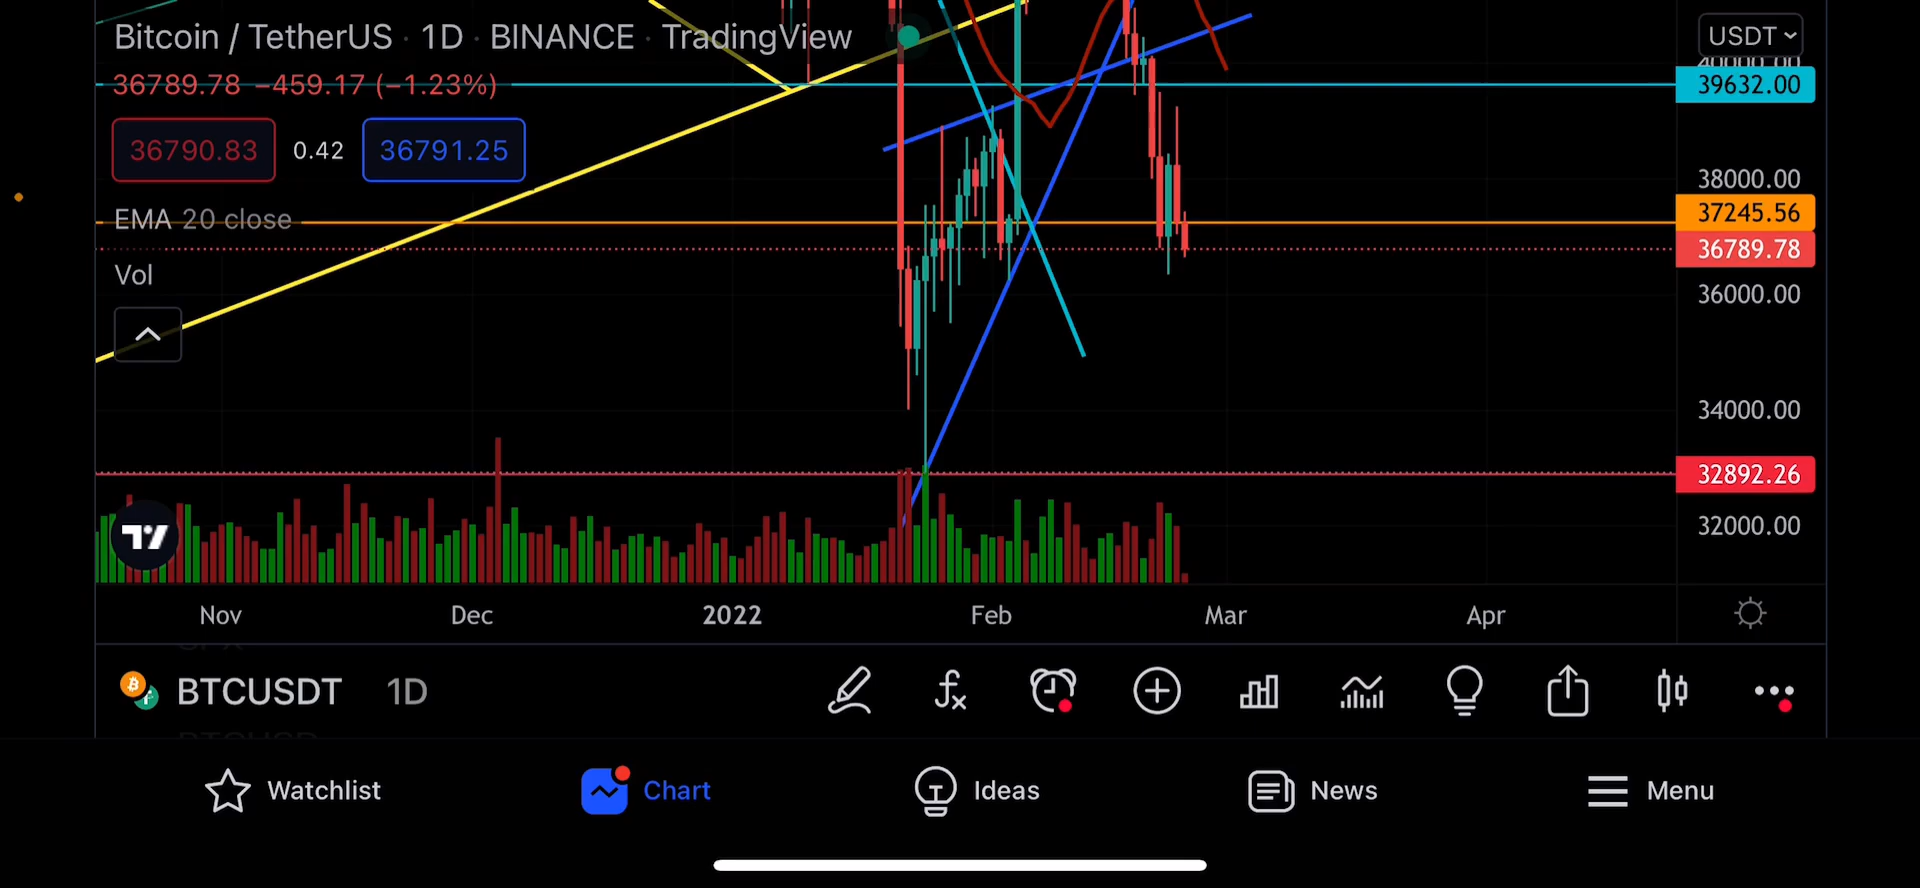 Bitcoin / TetherUS · 1D · BINANCE · TradingView
USDT
40000.00
36789.78 −459.17 (−1.23%)
39632.00
36790.83 0.42 36791.25
38000.00
37245.56
EMA 20 close
36789.78
Vol
36000.00
34000.00
32892.26
32000.00
Nov Dec 2022 Feb Mar Apr
BTCUSDT 1D
Watchlist Chart Ideas News Menu